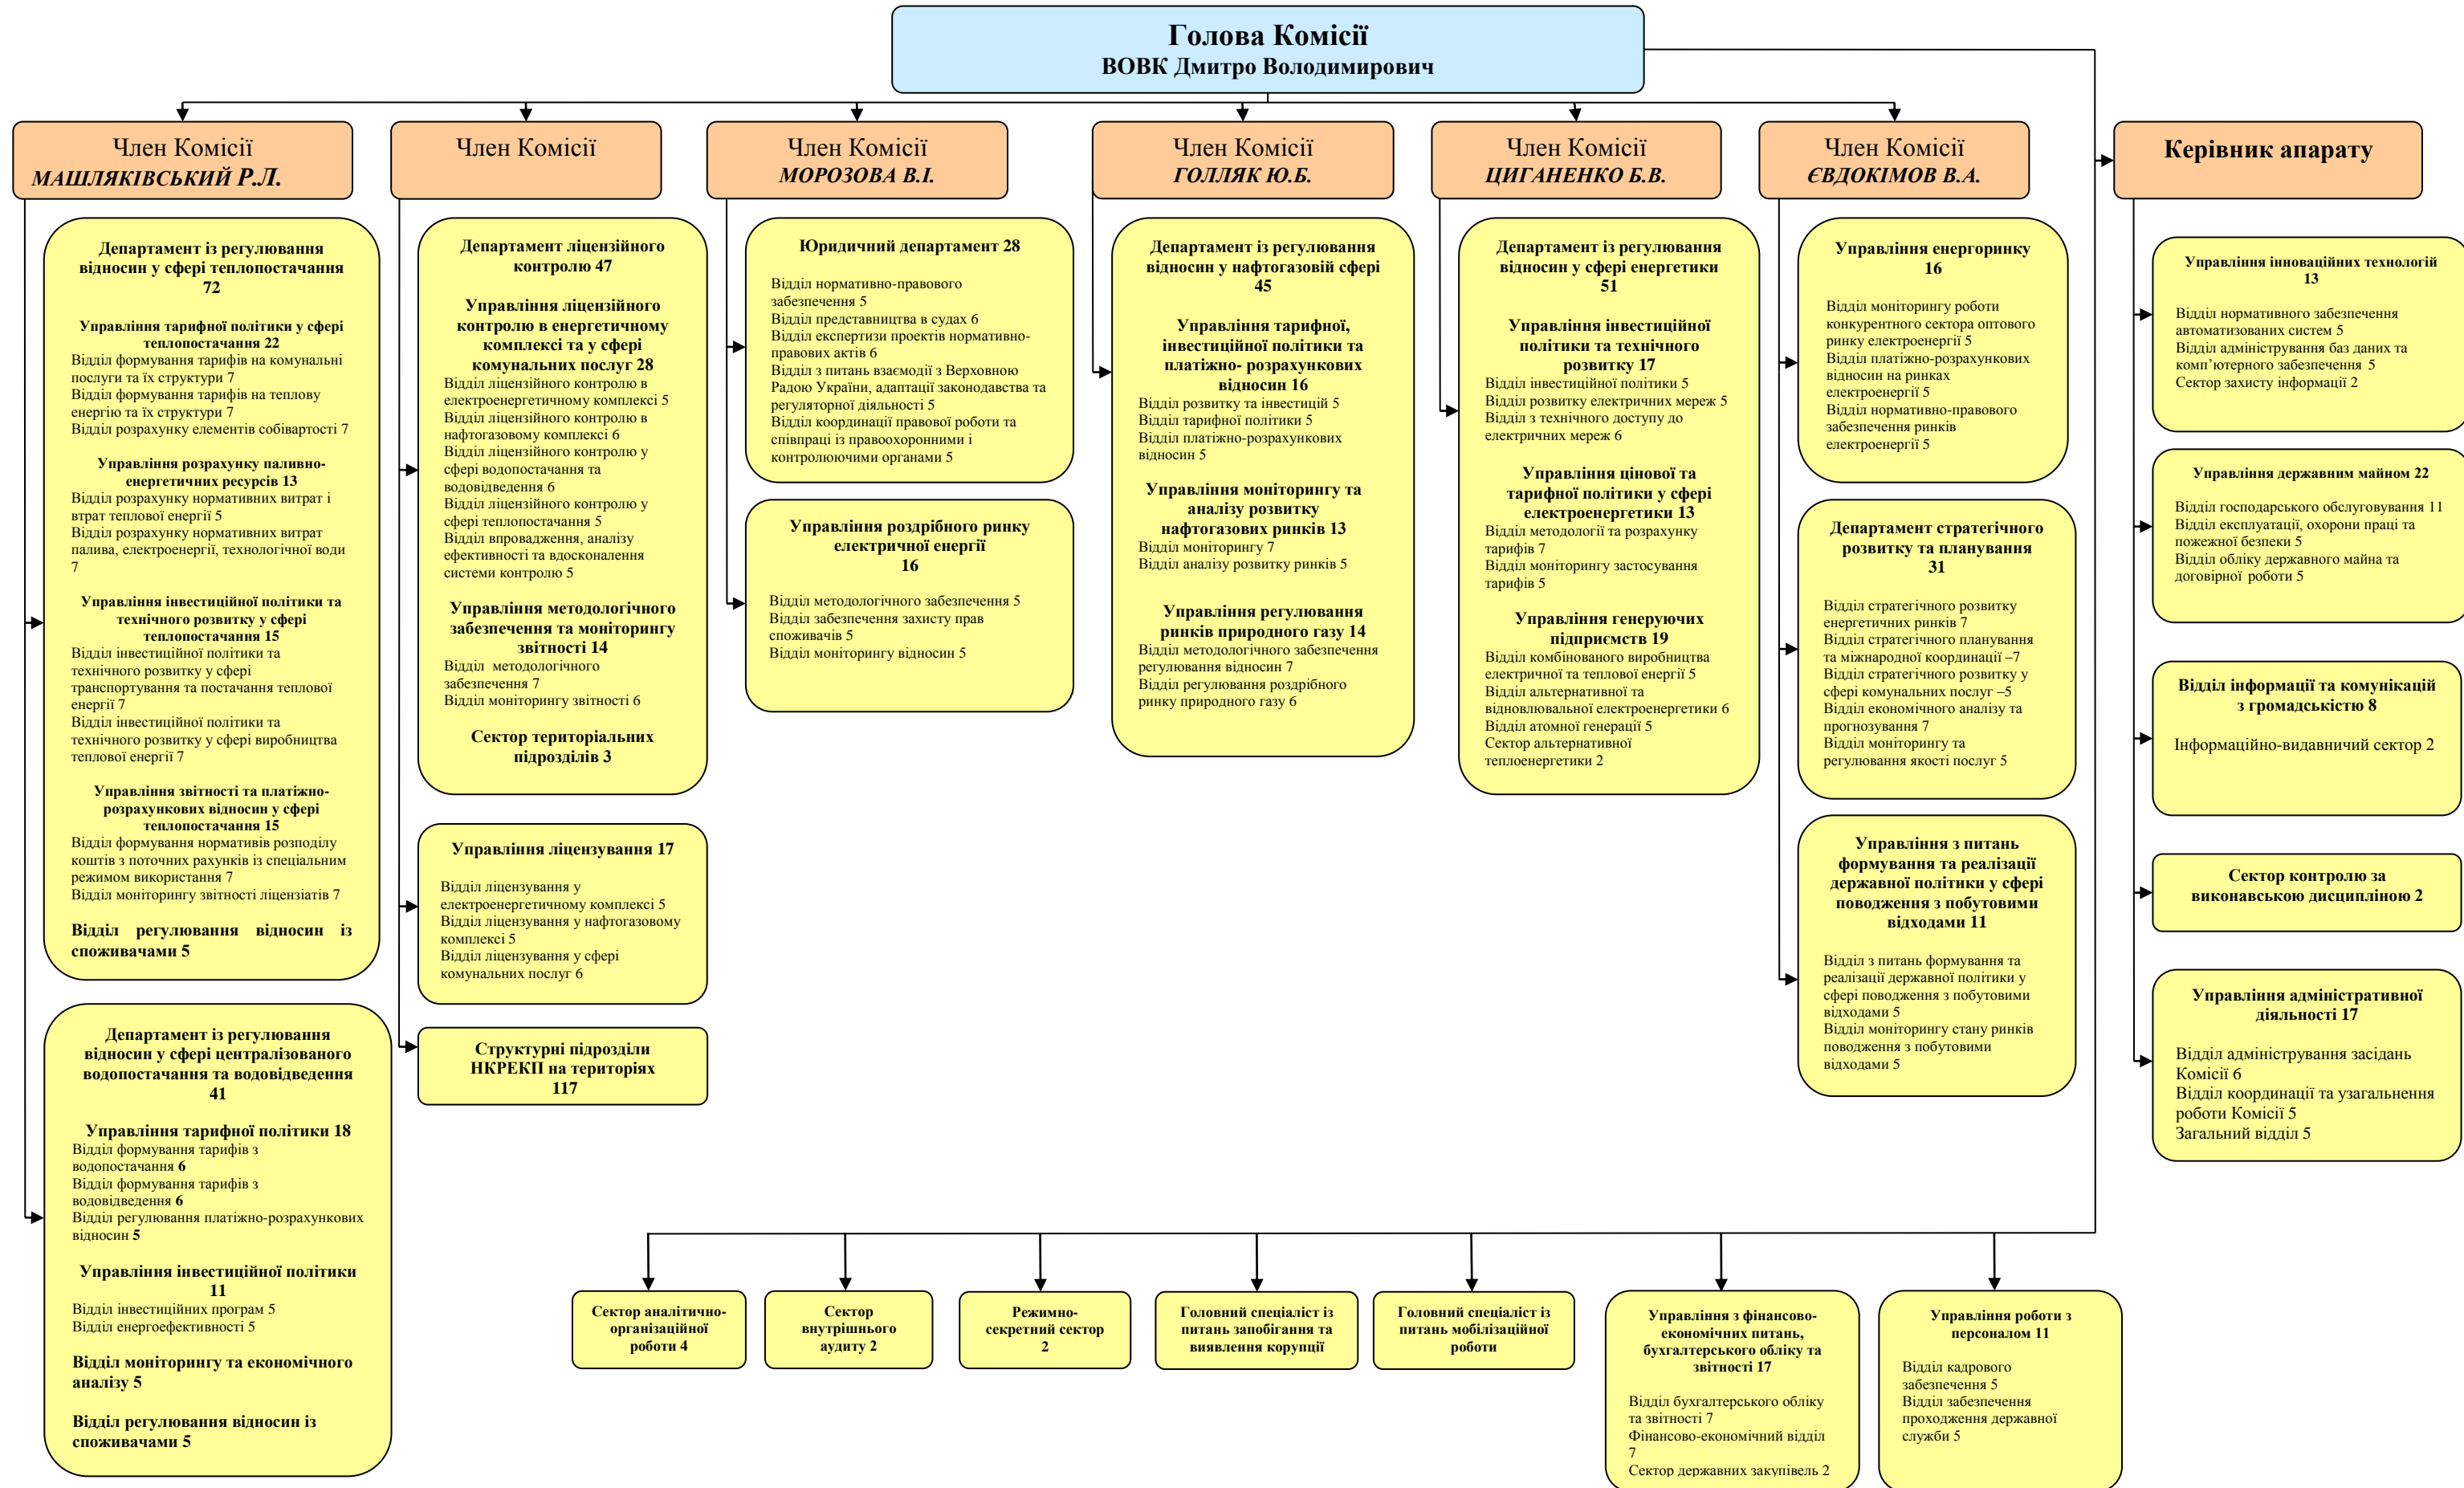 Голова Комісії
ВОВК Дмитро Володимирович
Член Комісії
МАШЛЯКІВСЬКИЙ Р.Л.
Член Комісії
Член Комісії
МОРОЗОВА В.І.
Член Комісії
ГОЛЛЯК Ю.Б.
Член Комісії
ЦИГАНЕНКО Б.В.
Член Комісії
ЄВДОКІМОВ В.А.
Керівник апарату
Департамент із регулювання
відносин у сфері теплопостачання
72
Управління тарифної політики у сфері
теплопостачання 22
Відділ формування тарифів на комунальні
послуги та їх структури 7
Відділ формування тарифів на теплову
енергію та їх структури 7
Відділ розрахунку елементів собівартості 7
Управління розрахунку паливно-
енергетичних ресурсів 13
Відділ розрахунку нормативних витрат і
втрат теплової енергії 5
Відділ розрахунку нормативних витрат
палива, електроенергії, технологічної води
7
Управління інвестиційної політики та
технічного розвитку у сфері
теплопостачання 15
Відділ інвестиційної політики та
технічного розвитку у сфері
транспортування та постачання теплової
енергії 7
Відділ інвестиційної політики та
технічного розвитку у сфері виробництва
теплової енергії 7
Управління звітності та платіжно-
розрахункових відносин у сфері
теплопостачання 15
Відділ формування нормативів розподілу
коштів з поточних рахунків із спеціальним
режимом використання 7
Відділ моніторингу звітності ліцензіатів 7
Відділ регулювання відносин із
споживачами 5
Департамент із регулювання
відносин у сфері централізованого
водопостачання та водовідведення
41
Управління тарифної політики 18
Відділ формування тарифів з
водопостачання 6
Відділ формування тарифів з
водовідведення 6
Відділ регулювання платіжно-розрахункових
відносин 5
Управління інвестиційної політики
11
Відділ інвестиційних програм 5
Відділ енергоефективності 5
Відділ моніторингу та економічного
аналізу 5
Відділ регулювання відносин із
споживачами 5
Департамент ліцензійного
контролю 47
Управління ліцензійного
контролю в енергетичному
комплексі та у сфері
комунальних послуг 28
Відділ ліцензійного контролю в
електроенергетичному комплексі 5
Відділ ліцензійного контролю в
нафтогазовому комплексі 6
Відділ ліцензійного контролю у
сфері водопостачання та
водовідведення 6
Відділ ліцензійного контролю у
сфері теплопостачання 5
Відділ впровадження, аналізу
ефективності та вдосконалення
системи контролю 5
Управління методологічного
забезпечення та моніторингу
звітності 14
Відділ методологічного
забезпечення 7
Відділ моніторингу звітності 6
Сектор територіальних
підрозділів 3
Управління ліцензування 17
Відділ ліцензування у
електроенергетичному комплексі 5
Відділ ліцензування у нафтогазовому
комплексі 5
Відділ ліцензування у сфері
комунальних послуг 6
Структурні підрозділи
НКРЕКП на територіях
117
Юридичний департамент 28
Відділ нормативно-правового
забезпечення 5
Відділ представництва в судах 6
Відділ експертизи проектів нормативно-
правових актів 6
Відділ з питань взаємодії з Верховною
Радою України, адаптації законодавства та
регуляторної діяльності 5
Відділ координації правової роботи та
співпраці із правоохоронними і
контролюючими органами 5
Управління роздрібного ринку
електричної енергії
16
Відділ методологічного забезпечення 5
Відділ забезпечення захисту прав
споживачів 5
Відділ моніторингу відносин 5
Департамент із регулювання
відносин у нафтогазовій сфері
45
Управління тарифної,
інвестиційної політики та
платіжно- розрахункових
відносин 16
Відділ розвитку та інвестицій 5
Відділ тарифної політики 5
Відділ платіжно-розрахункових
відносин 5
Управління моніторингу та
аналізу розвитку
нафтогазових ринків 13
Відділ моніторингу 7
Відділ аналізу розвитку ринків 5
Управління регулювання
ринків природного газу 14
Відділ методологічного забезпечення
регулювання відносин 7
Відділ регулювання роздрібного
ринку природного газу 6
Департамент із регулювання
відносин у сфері енергетики
51
Управління інвестиційної
політики та технічного
розвитку 17
Відділ інвестиційної політики 5
Відділ розвитку електричних мереж 5
Відділ з технічного доступу до
електричних мереж 6
Управління цінової та
тарифної політики у сфері
електроенергетики 13
Відділ методології та розрахунку
тарифів 7
Відділ моніторингу застосування
тарифів 5
Управління генеруючих
підприємств 19
Відділ комбінованого виробництва
електричної та теплової енергії 5
Відділ альтернативної та
відновлювальної електроенергетики 6
Відділ атомної генерації 5
Сектор альтернативної
теплоенергетики 2
Управління енергоринку
16
Відділ моніторингу роботи
конкурентного сектора оптового
ринку електроенергії 5
Відділ платіжно-розрахункових
відносин на ринках
електроенергії 5
Відділ нормативно-правового
забезпечення ринків
електроенергії 5
Департамент стратегічного
розвитку та планування
31
Відділ стратегічного розвитку
енергетичних ринків 7
Відділ стратегічного планування
та міжнародної координації –7
Відділ стратегічного розвитку у
сфері комунальних послуг –5
Відділ економічного аналізу та
прогнозування 7
Відділ моніторингу та
регулювання якості послуг 5
Управління з питань
формування та реалізації
державної політики у сфері
поводження з побутовими
відходами 11
Відділ з питань формування та
реалізації державної політики у
сфері поводження з побутовими
відходами 5
Відділ моніторингу стану ринків
поводження з побутовими
відходами 5
Управління інноваційних технологій
13
Відділ нормативного забезпечення
автоматизованих систем 5
Відділ адміністрування баз даних та
комп’ютерного забезпечення 5
Сектор захисту інформації 2
Управління державним майном 22
Відділ господарського обслуговування 11
Відділ експлуатації, охорони праці та
пожежної безпеки 5
Відділ обліку державного майна та
договірної роботи 5
Відділ інформації та комунікацій
з громадськістю 8
Інформаційно-видавничий сектор 2
Сектор контролю за
виконавською дисципліною 2
Управління адміністративної
діяльності 17
Відділ адміністрування засідань
Комісії 6
Відділ координації та узагальнення
роботи Комісії 5
Загальний відділ 5
Сектор аналітично-
організаційної
роботи 4
Сектор
внутрішнього
аудиту 2
Режимно-
секретний сектор
2
Головний спеціаліст із
питань запобігання та
виявлення корупції
Головний спеціаліст із
питань мобілізаційної
роботи
Управління з фінансово-
економічних питань,
бухгалтерського обліку та
звітності 17
Відділ бухгалтерського обліку
та звітності 7
Фінансово-економічний відділ
7
Сектор державних закупівель 2
Управління роботи з
персоналом 11
Відділ кадрового
забезпечення 5
Відділ забезпечення
проходження державної
служби 5